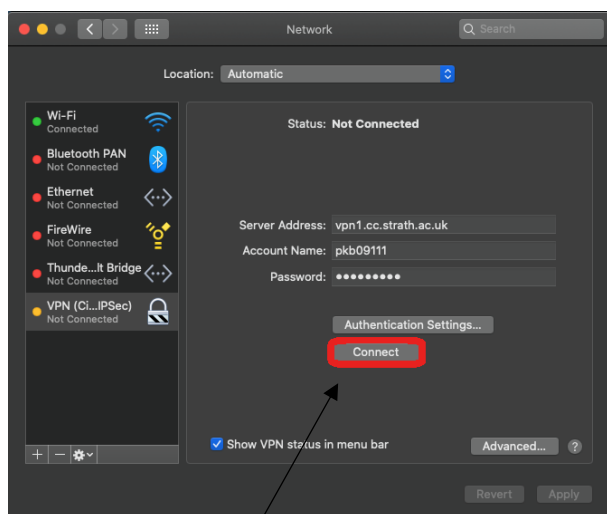 Network
Search
Location: Automatic
Wi-Fi
Connected
Bluetooth PAN
Not Connected
Ethernet
Not Connected
FireWire
Not Connected
Thunde...lt Bridge
Not Connected
VPN (Ci...IPSec)
Not Connected
Status: Not Connected
Server Address: vpn1.cc.strath.ac.uk
Account Name: pkb09111
Password: •••••••••
Authentication Settings...
Connect
Show VPN status in menu bar
Advanced... ?
Revert Apply